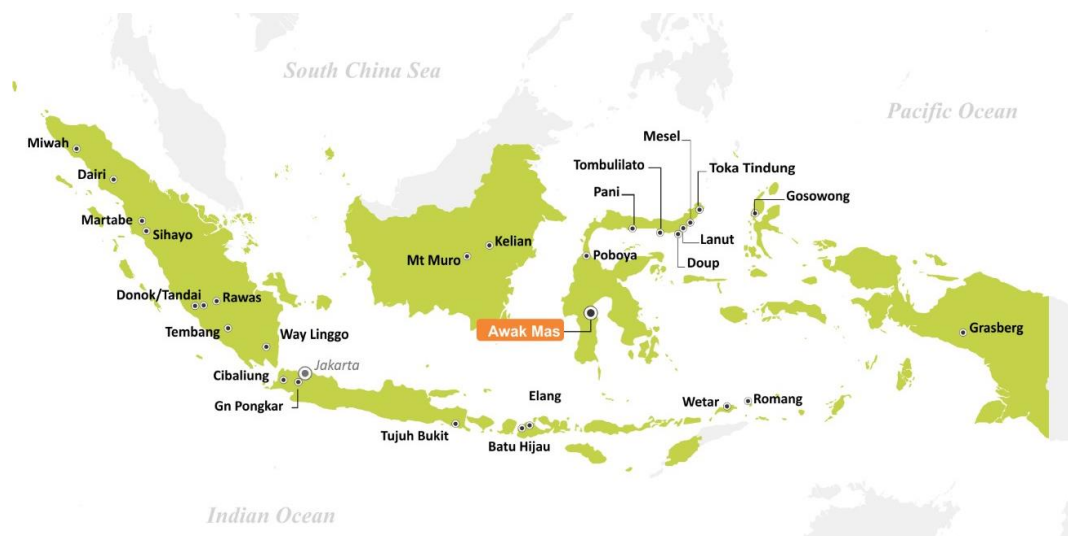 South China Sea
Pacific Ocean
Mesel
Miwah
Tombulilato
Toka Tindung
Dairi
Pani
Gosowong
Martabe
Sihayo
Lanut
Kelian
Mt Muro
Poboya
Doup
Donok/Tandai
Rawas
Tembang
Way Linggo
Awak Mas
Grasberg
Jakarta
Cibaliung
Elang
Wetar
Romang
Gn Pongkar
Tujuh Bukit
Batu Hijau
Indian Ocean